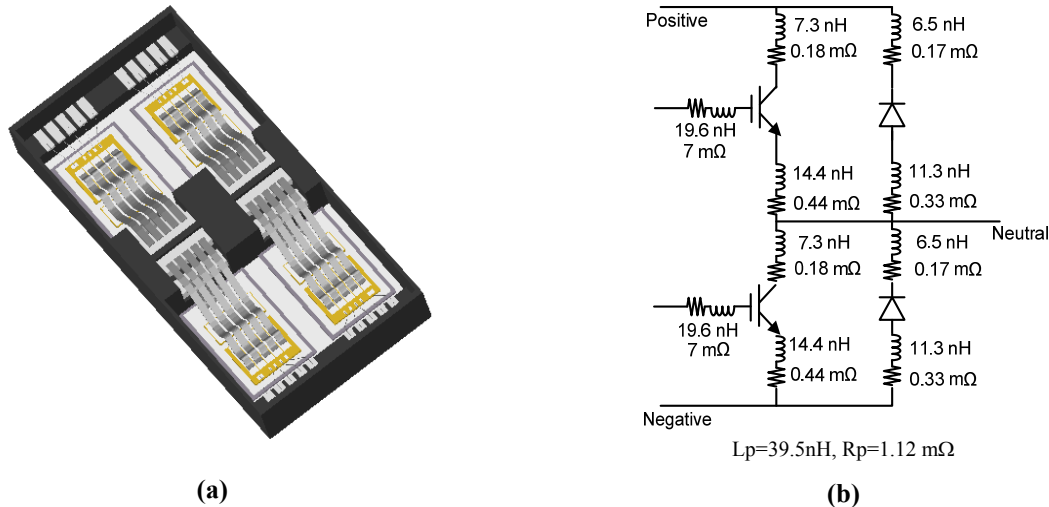 Positive
7.3 nH
6.5 nH
0.18 mΩ
0.17 mΩ
19.6 nH
7 mΩ
14.4 nH
11.3 nH
0.44 mΩ
0.33 mΩ
Neutral
7.3 nH
6.5 nH
0.18 mΩ
0.17 mΩ
19.6 nH
7 mΩ
14.4 nH
11.3 nH
0.44 mΩ
0.33 mΩ
Negative
Lp=39.5nH, Rp=1.12 mΩ
(a)
(b)